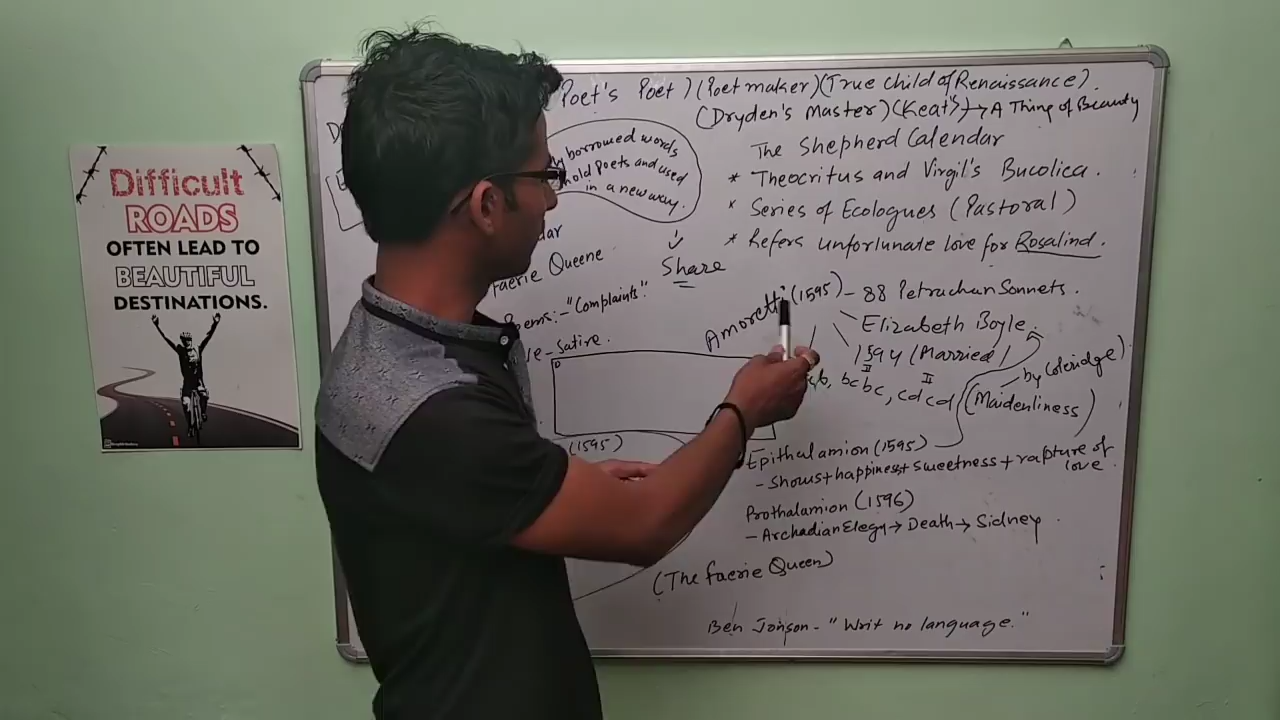 Difficult
ROADS
OFTEN LEAD TO
BEAUTIFUL
DESTINATIONS.
Poet's Poet) (Poet maker) (True child of Renaissance).
(Dryden's Master) (Keat's) → A Thing of Beauty
borrowed words
old Poets and used
in a new way.
Share
Faerie Queene
Poems:- "Complaints".
Satire.
(1595)
The Shepherd Calendar
* Theocritus and Virgil's Bucolica.
* Series of Ecologues (Pastoral)
* Refers unforlunate love for Rosalind.
Amoretti (1595) - 88 Petrachan Sonnets.
Elizabeth Boyle.
1594 (Married)
bcbc, cdcd
(Maidenliness) by Coleridge)
Epithalamion (1595)
- Shows + happiness + sweetness + rapture of love.
Prothalamion (1596)
- Archadian Elegy → Death → Sidney.
(The Faerie Queen)
Ben Jonson - "Writ no language."